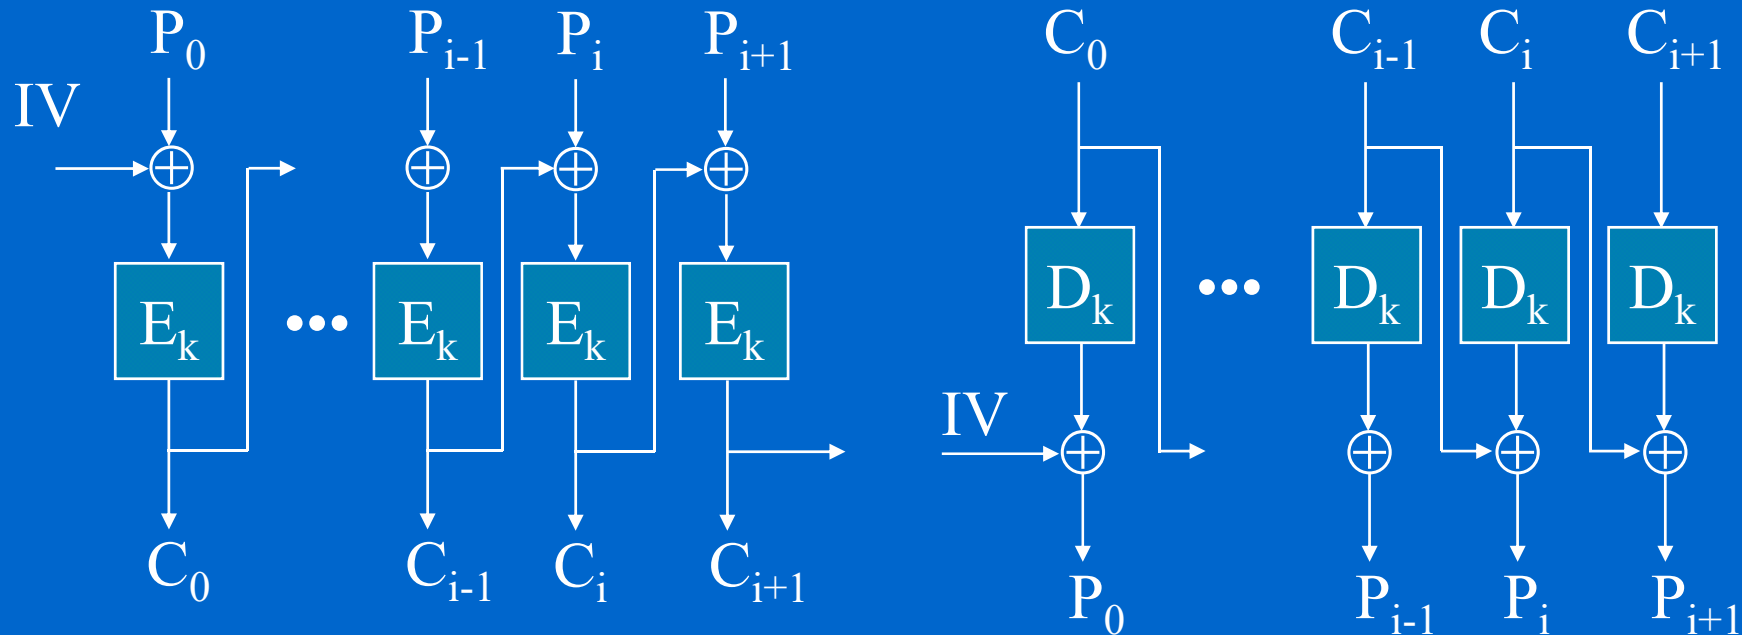 P₀ Pᵢ₋₁ Pᵢ Pᵢ₊₁
IV
Eₖ ••• Eₖ Eₖ Eₖ
C₀ Cᵢ₋₁ Cᵢ Cᵢ₊₁
C₀ Cᵢ₋₁ Cᵢ Cᵢ₊₁
Dₖ ••• Dₖ Dₖ Dₖ
IV
P₀ Pᵢ₋₁ Pᵢ Pᵢ₊₁